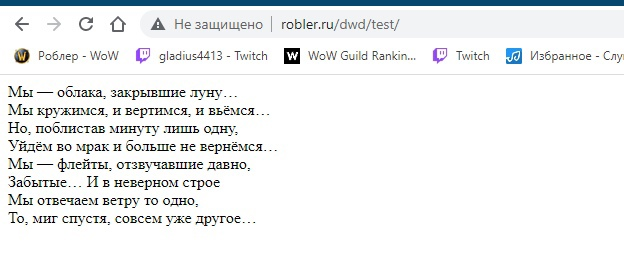 Не защищено | robler.ru/dwd/test/
Роблер - WoW gladius4413 - Twitch W WoW Guild Rankin... Twitch Избранное - Слу
Мы — облака, закрывшие луну…
Мы кружимся, и вертимся, и вьёмся…
Но, поблистав минуту лишь одну,
Уйдём во мрак и больше не вернёмся…
Мы — флейты, отзвучавшие давно,
Забытые… И в неверном строе
Мы отвечаем ветру то одно,
То, миг спустя, совсем уже другое…